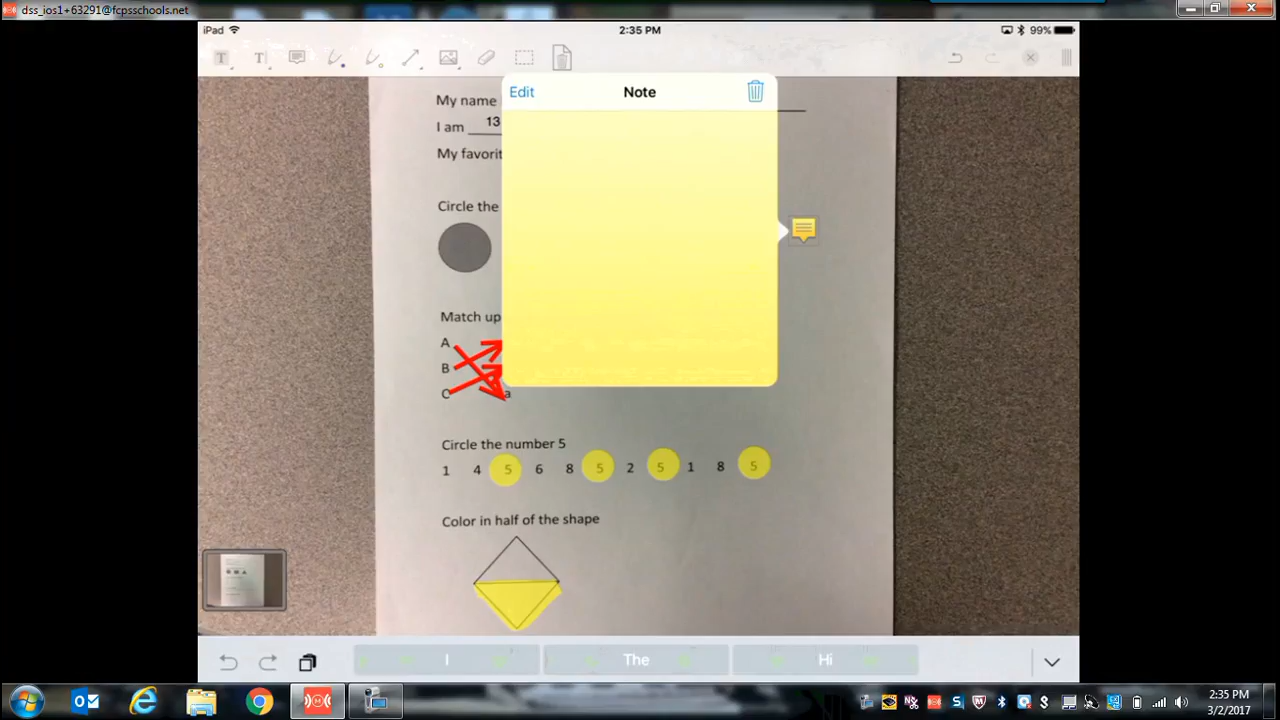 dss_ios1+63291@fcpsschools.net
iPad 2:35 PM 99%
T T
Edit Note
My name
I am 13
My favorit
Circle the
Match up
A
B
C a
Circle the number 5
1 4 5 6 8 5 2 5 1 8 5
Color in half of the shape
I The Hi
2:35 PM
3/2/2017